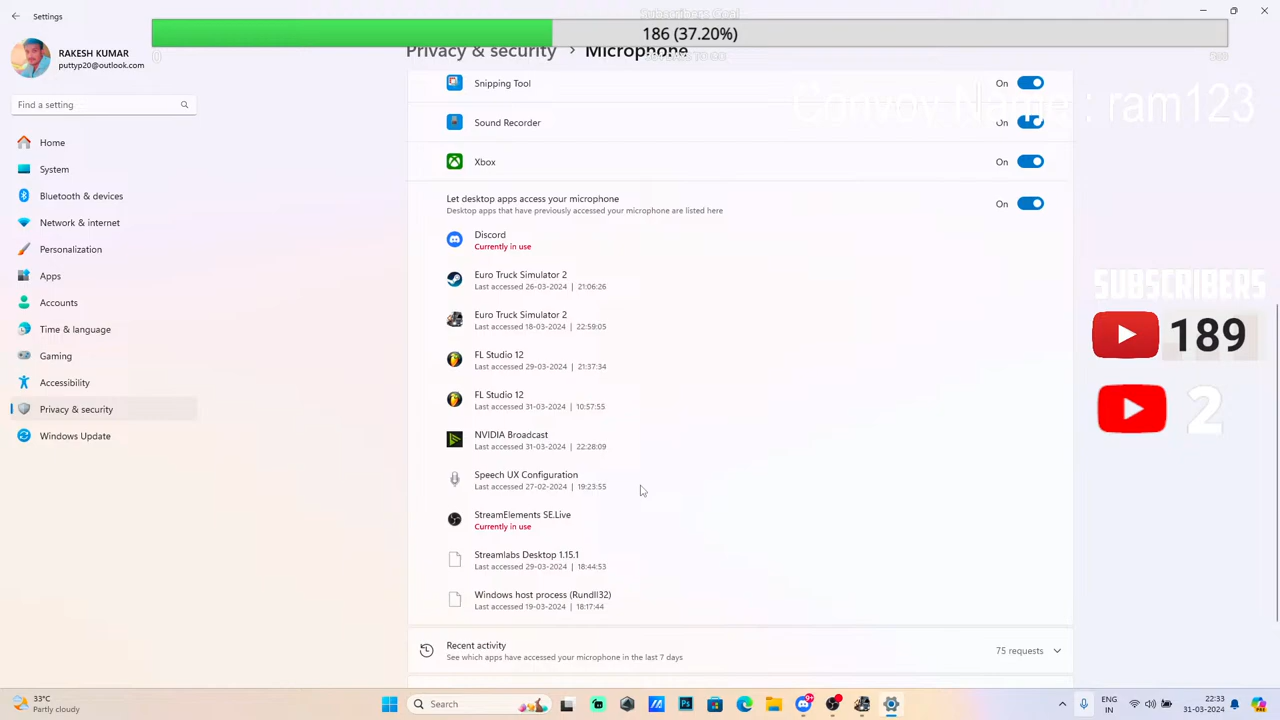 Settings
Subscribers Goal
186 (37.20%)
RAKESH KUMAR
puttyp20@outlook.com
Privacy & security > Microphone
Find a setting
Snipping Tool
On
Convoy Name : ram123
Sound Recorder
On
Home
Xbox
On
System
Bluetooth & devices
Let desktop apps access your microphone
On
Desktop apps that have previously accessed your microphone are listed here
Network & internet
Discord
Currently in use
Personalization
Apps
Euro Truck Simulator 2
Last accessed 26-03-2024 | 21:06:26
SUBSCRIBERS
Accounts
Euro Truck Simulator 2
Last accessed 18-03-2024 | 22:59:05
189
Time & language
Gaming
FL Studio 12
Last accessed 29-03-2024 | 21:37:34
Accessibility
FL Studio 12
Last accessed 31-03-2024 | 10:57:55
2
Privacy & security
Windows Update
NVIDIA Broadcast
Last accessed 31-03-2024 | 22:28:09
Speech UX Configuration
Last accessed 27-02-2024 | 19:23:55
StreamElements SE.Live
Currently in use
Streamlabs Desktop 1.15.1
Last accessed 29-03-2024 | 18:44:53
Windows host process (Rundll32)
Last accessed 19-03-2024 | 18:17:44
Recent activity
See which apps have accessed your microphone in the last 7 days
75 requests
33°C
Partly cloudy
Search
9+
ENG
IN
22:33
31-03-2024